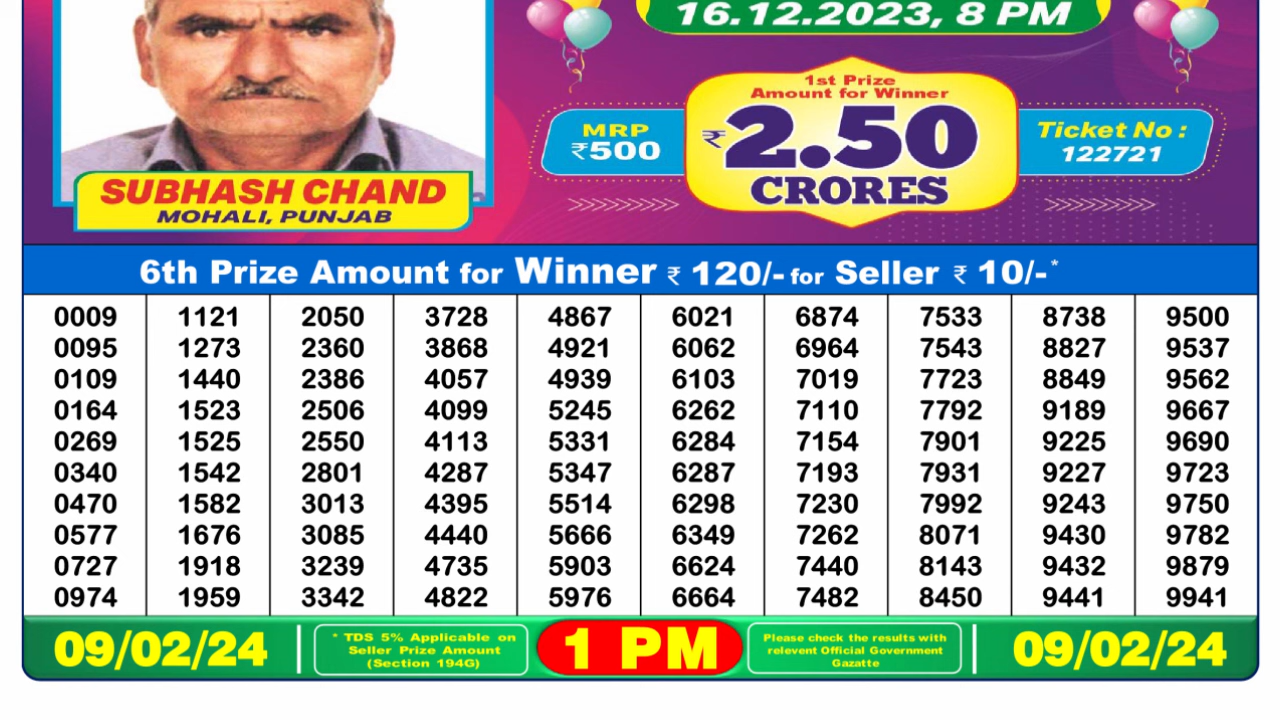 16.12.2023, 8 PM
1st Prize
Amount for Winner
MRP
₹500
₹2.50
CRORES
Ticket No :
122721
SUBHASH CHAND
MOHALI, PUNJAB
6th Prize Amount for Winner ₹ 120/- for Seller ₹ 10/-*
0009 1121 2050 3728 4867 6021 6874 7533 8738 9500
0095 1273 2360 3868 4921 6062 6964 7543 8827 9537
0109 1440 2386 4057 4939 6103 7019 7723 8849 9562
0164 1523 2506 4099 5245 6262 7110 7792 9189 9667
0269 1525 2550 4113 5331 6284 7154 7901 9225 9690
0340 1542 2801 4287 5347 6287 7193 7931 9227 9723
0470 1582 3013 4395 5514 6298 7230 7992 9243 9750
0577 1676 3085 4440 5666 6349 7262 8071 9430 9782
0727 1918 3239 4735 5903 6624 7440 8143 9432 9879
0974 1959 3342 4822 5976 6664 7482 8450 9441 9941
09/02/24
* TDS 5% Applicable on
Seller Prize Amount
(Section 194G)
1 PM
Please check the results with
relevent Official Government
Gazatte
09/02/24